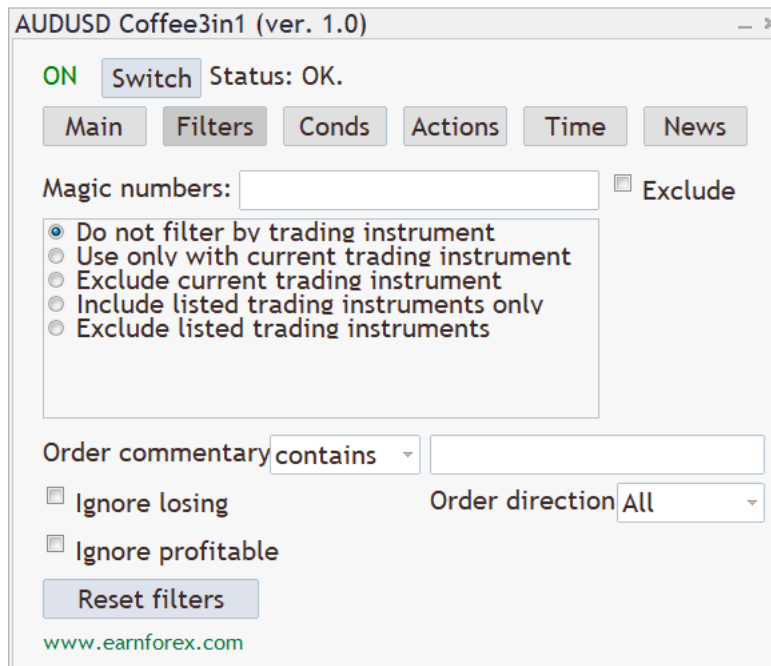 AUDUSD Coffee3in1 (ver. 1.0)
ON Switch Status: OK.
Main Filters Conds Actions Time News
Magic numbers: Exclude
Do not filter by trading instrument
Use only with current trading instrument
Exclude current trading instrument
Include listed trading instruments only
Exclude listed trading instruments
Order commentary contains
Ignore losing Order direction All
Ignore profitable
Reset filters
www.earnforex.com